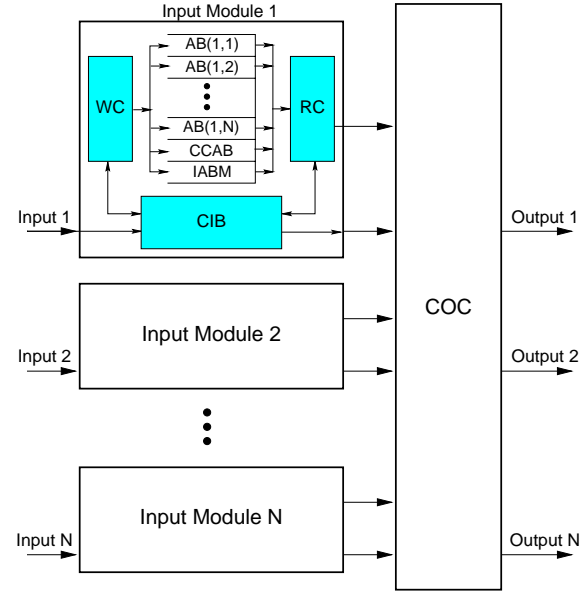 Input Module 1
AB(1,1)
AB(1,2)
WC
RC
AB(1,N)
CCAB
IABM
Input 1
CIB
Output 1
COC
Input Module 2
Input 2
Output 2
Input Module N
Input N
Output N